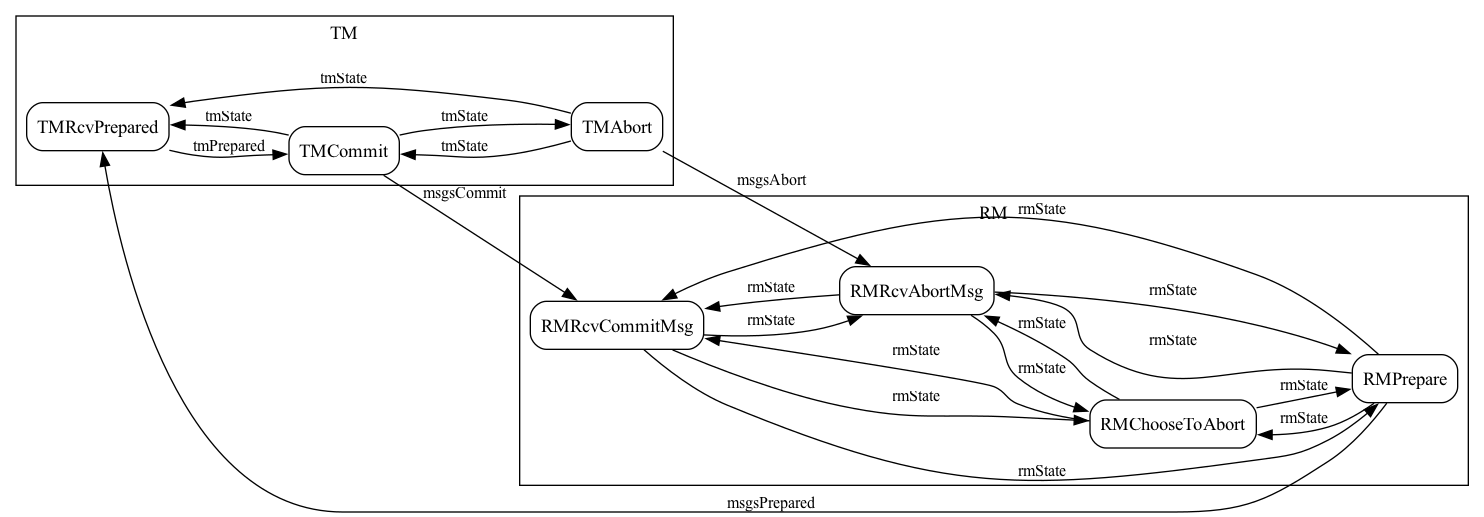 TM
tmState
tmState
tmState
TMRcvPrepared
TMAbort
tmPrepared
tmState
TMCommit
msgsAbort
msgsCommit
RM
rmState
rmState
rmState
RMRcvAbortMsg
rmState
rmState
RMRcvCommitMsg
rmState
rmState
rmState
rmState
RMPrepare
rmState
rmState
rmState
RMChooseToAbort
rmState
msgsPrepared